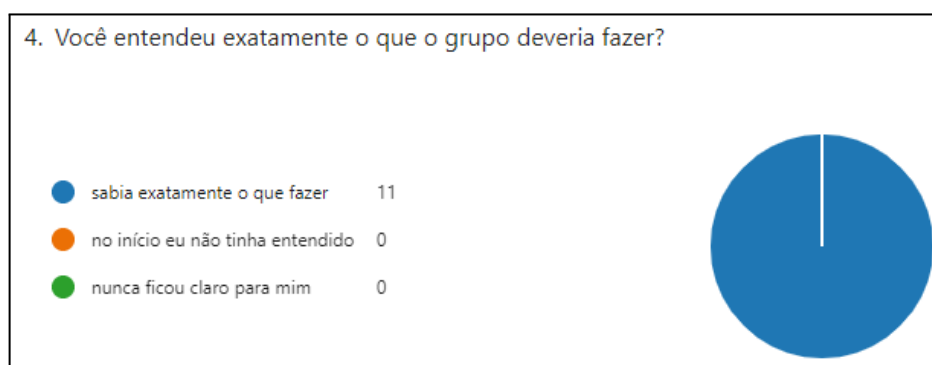 4. Você entendeu exatamente o que o grupo deveria fazer?
sabia exatamente o que fazer 11
no início eu não tinha entendido 0
nunca ficou claro para mim 0